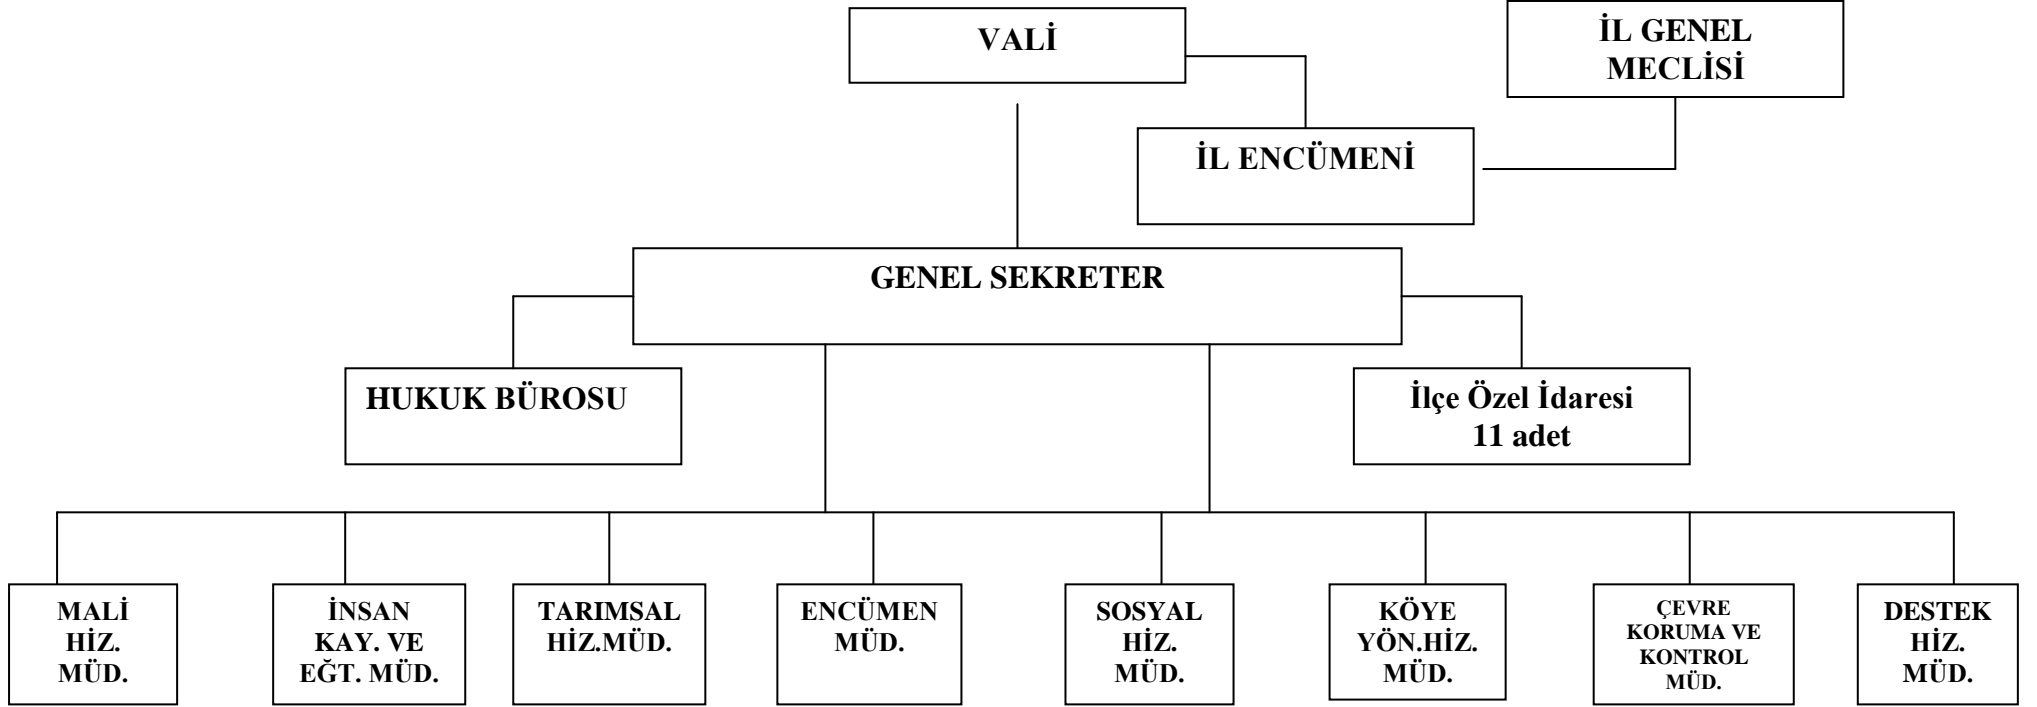 VALİ
İL GENEL
MECLİSİ
İL ENCÜMENİ
GENEL SEKRETER
HUKUK BÜROSU
İlçe Özel İdaresi
11 adet
MALİ
HİZ.
MÜD.
İNSAN
KAY. VE
EĞT. MÜD.
TARIMSAL
HİZ.MÜD.
ENCÜMEN
MÜD.
SOSYAL
HİZ.
MÜD.
KÖYE
YÖN.HİZ.
MÜD.
ÇEVRE
KORUMA VE
KONTROL
MÜD.
DESTEK
HİZ.
MÜD.